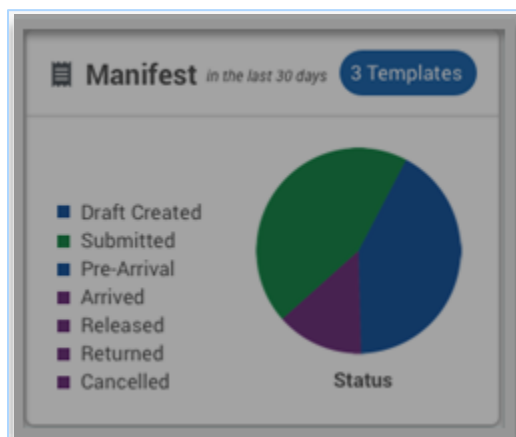 Manifest in the last 30 days 3 Templates
Draft Created
Submitted
Pre-Arrival
Arrived
Released
Returned
Cancelled
Status